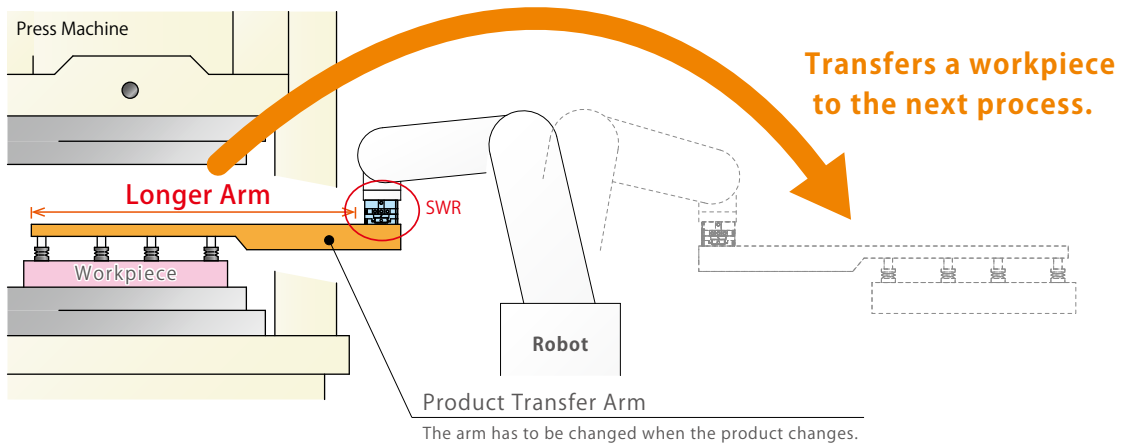 Press Machine
Transfers a workpiece
to the next process.
Longer Arm
SWR
Workpiece
Robot
Product Transfer Arm
The arm has to be changed when the product changes.